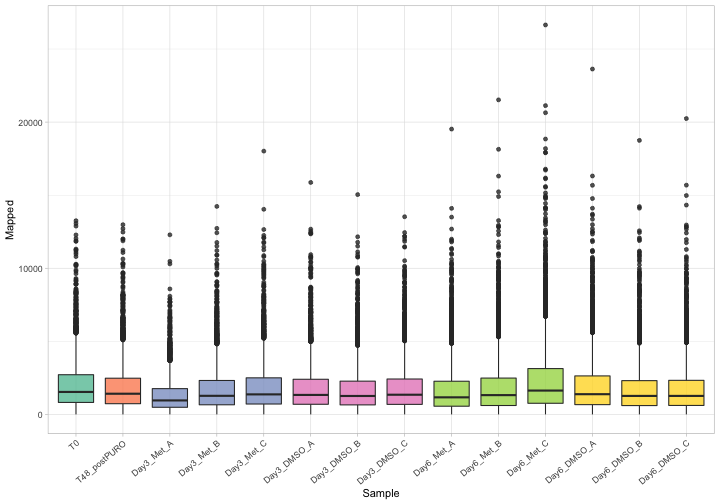 Mapped
20000
10000
0
T0
T48_postPURO
Day3_Met_A
Day3_Met_B
Day3_Met_C
Day3_DMSO_A
Day3_DMSO_B
Day3_DMSO_C
Day6_Met_A
Day6_Met_B
Day6_Met_C
Day6_DMSO_A
Day6_DMSO_B
Day6_DMSO_C
Sample